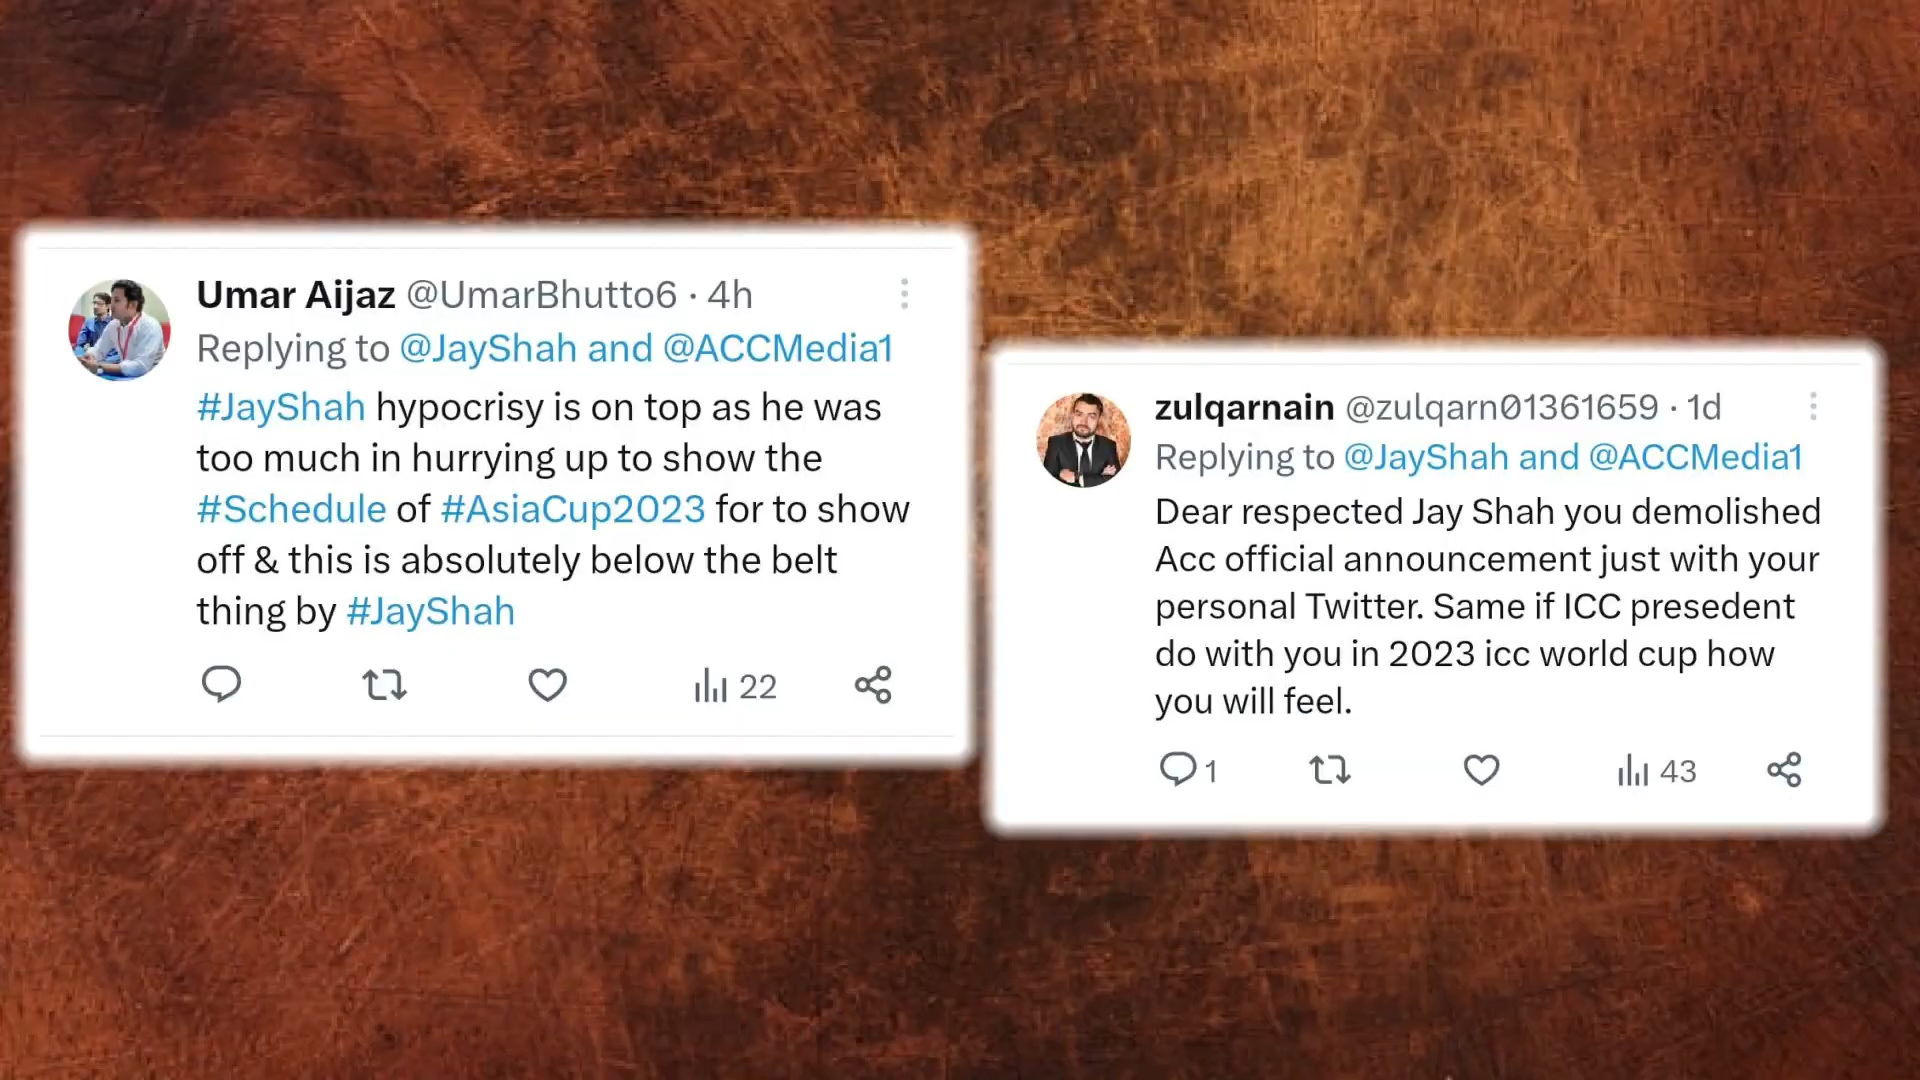 Umar Aijaz @UmarBhutto6 · 4h
Replying to @JayShah and @ACCMedia1
#JayShah hypocrisy is on top as he was
too much in hurrying up to show the
#Schedule of #AsiaCup2023 for to show
off & this is absolutely below the belt
thing by #JayShah
22
zulqarnain @zulqarn01361659 · 1d
Replying to @JayShah and @ACCMedia1
Dear respected Jay Shah you demolished
Acc official announcement just with your
personal Twitter. Same if ICC presedent
do with you in 2023 icc world cup how
you will feel.
1 43